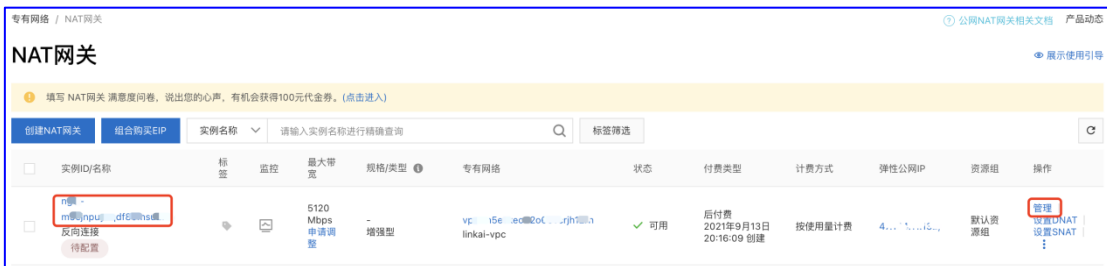 专有网络 / NAT网关
公网NAT网关相关文档 产品动态
NAT网关
展示使用引导
填写 NAT网关 满意度问卷，说出您的心声，有机会获得100元代金券。(点击进入)
创建NAT网关 组合购买EIP 实例名称 请输入实例名称进行精确查询 标签筛选
实例ID/名称 标签 监控 最大带宽 规格/类型 专有网络 状态 付费类型 计费方式 弹性公网IP 资源组 操作
反向连接
待配置
5120
Mbps
申请调
整
-
增强型
linkai-vpc
可用
后付费
2021年9月13日
20:16:09 创建
按使用量计费
默认资
源组
管理
设置DNAT
设置SNAT